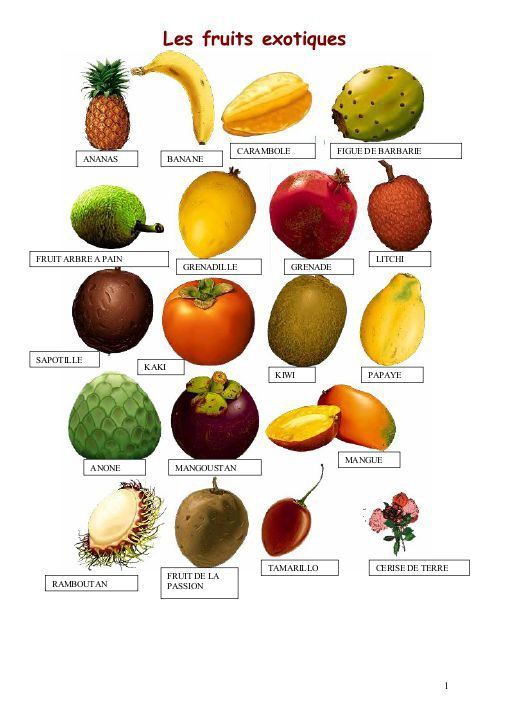 Les fruits exotiques
ANANAS
BANANE
CARAMBOLE
FIGUE DE BARBARIE
FRUIT ARBRE A PAIN
GRENADILLE
GRENADE
LITCHI
SAPOTILLE
KAKI
KIWI
PAPAYE
ANONE
MANGOUSTAN
MANGUE
RAMBOUTAN
FRUIT DE LA
PASSION
TAMARILLO
CERISE DE TERRE
1